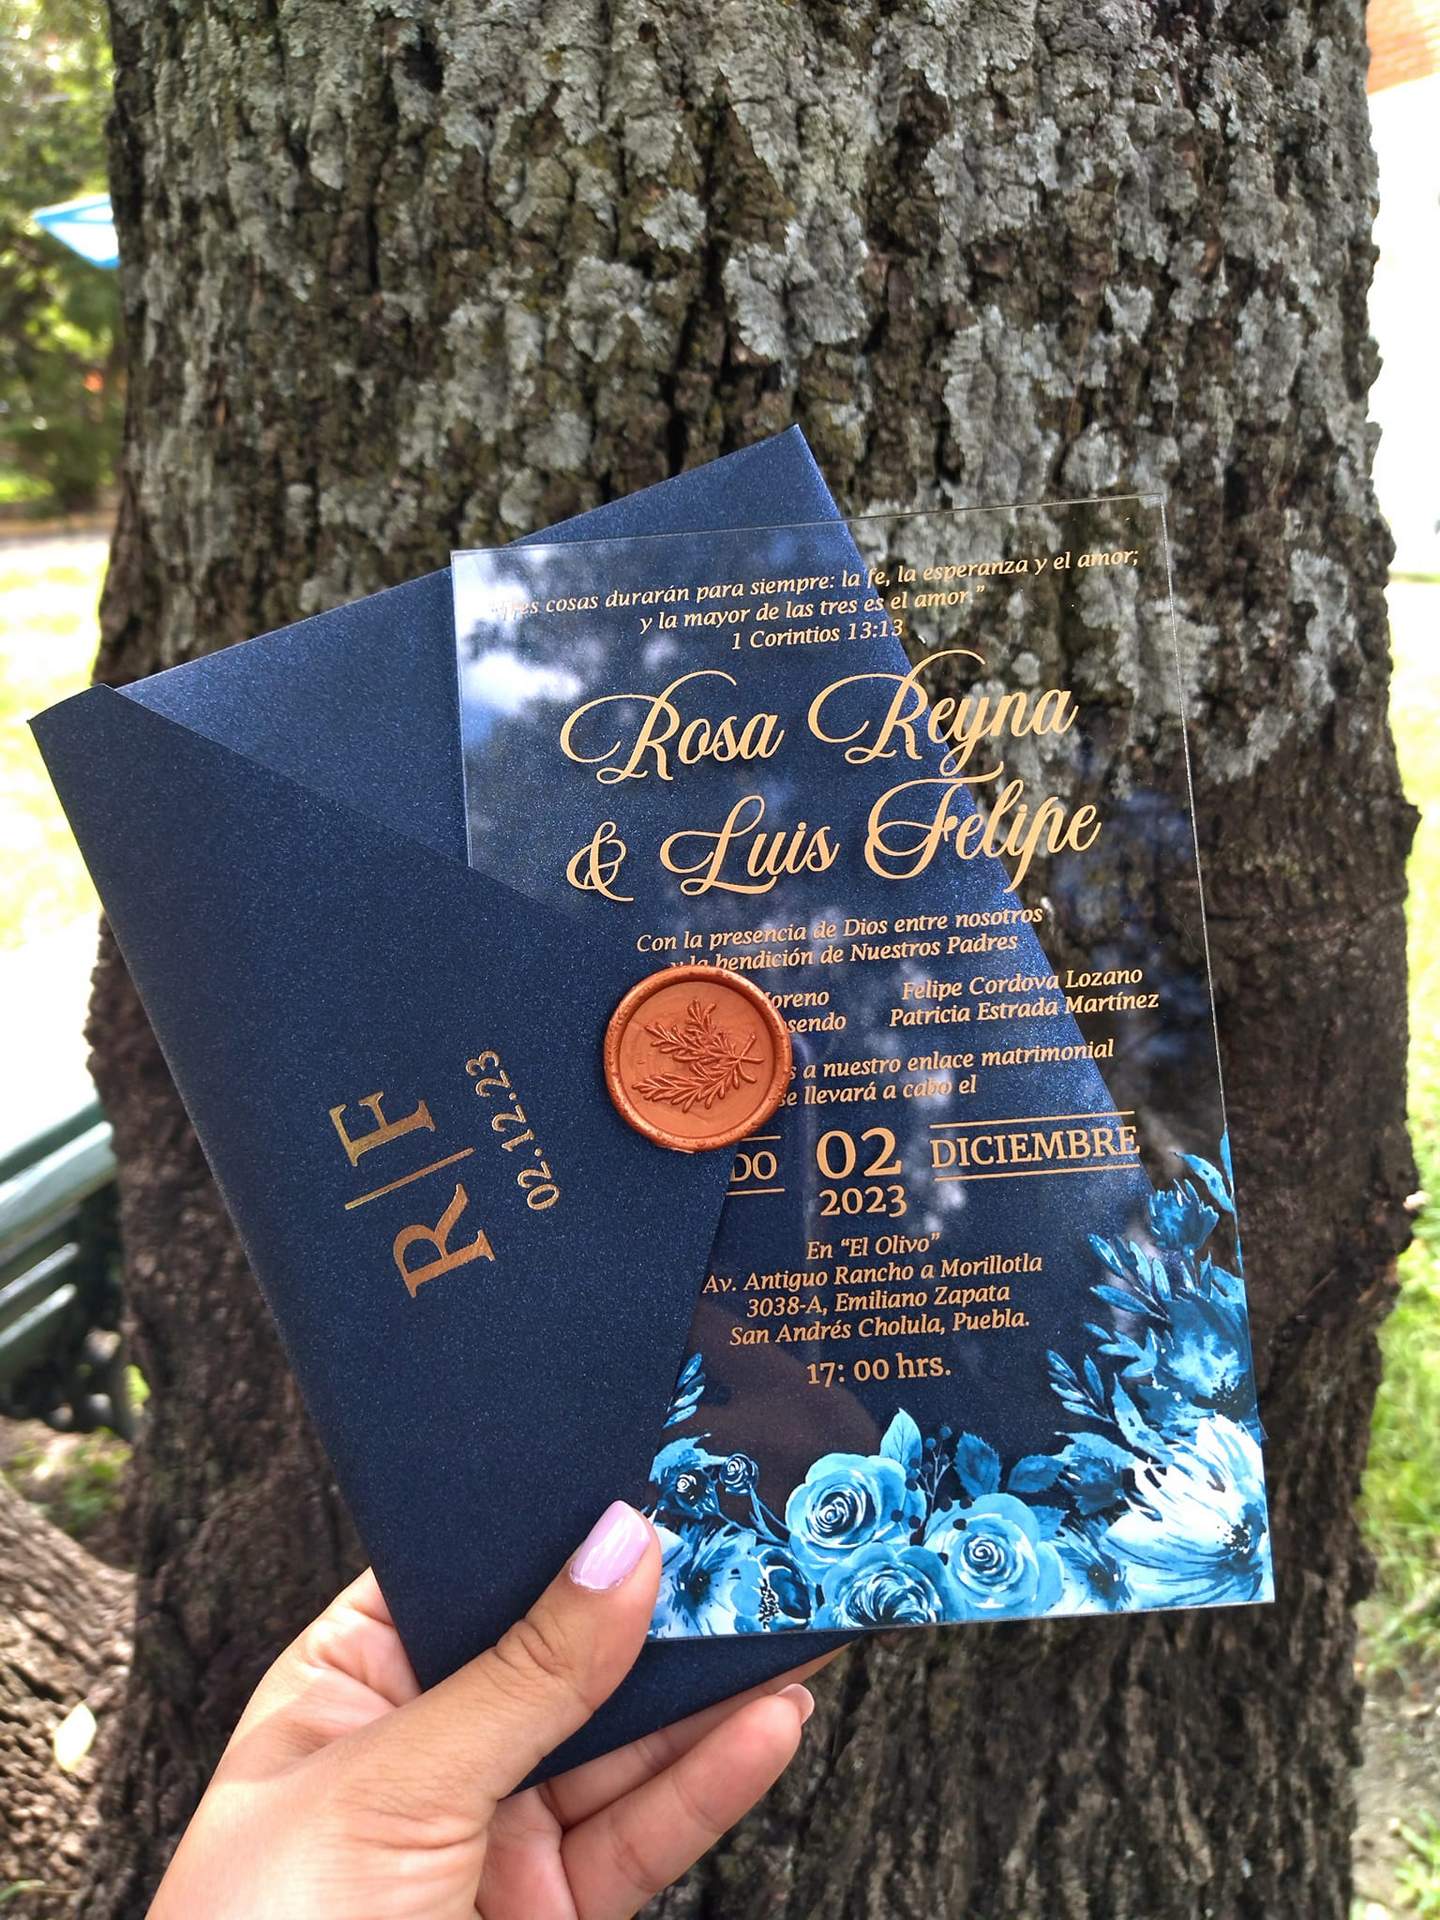 “Tres cosas durarán para siempre: la fe, la esperanza y el amor;
y la mayor de las tres es el amor.”
1 Corintios 13:13
Rosa Reyna
& Luis Felipe
Con la presencia de Dios entre nosotros
y la bendición de Nuestros Padres
Moreno
Felipe Cordova Lozano
Patricia Estrada Martínez
a nuestro enlace matrimonial
se llevará a cabo el
02
DICIEMBRE
2023
En “El Olivo”
Av. Antiguo Rancho a Morillotla
3038-A, Emiliano Zapata
San Andrés Cholula, Puebla.
17: 00 hrs.
R|F
02.12.23